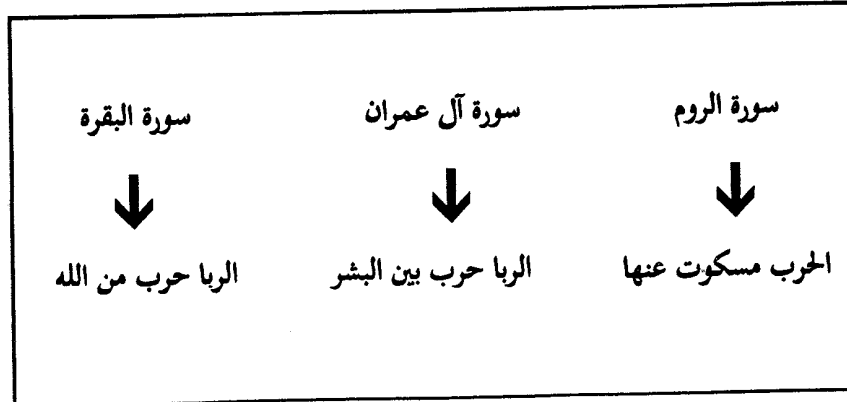 سورة الروم سورة آل عمران سورة البقرة
الحرب مسكوت عنها الربا حرب بين البشر الربا حرب من الله